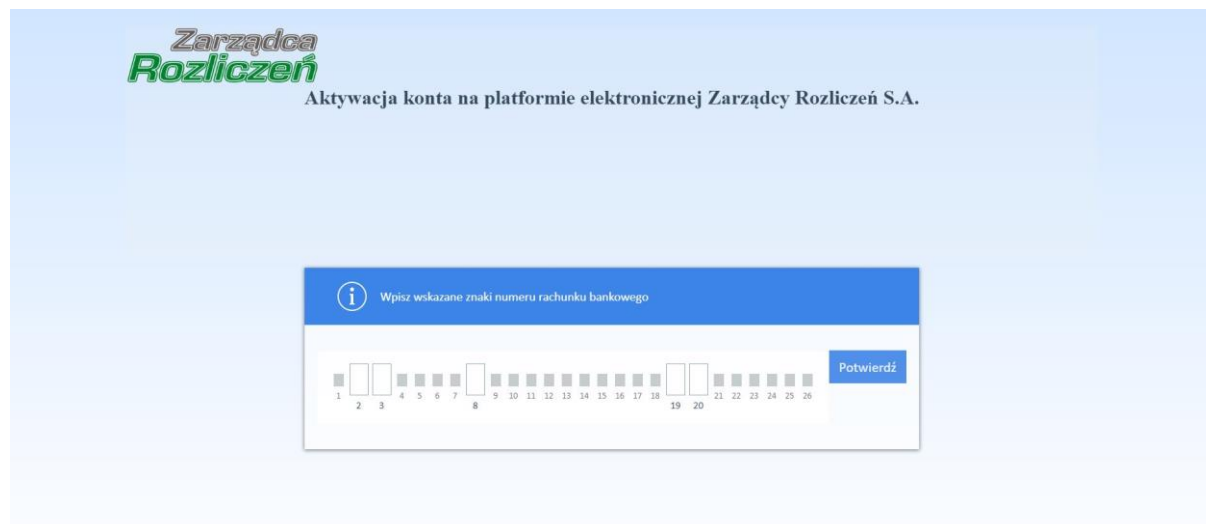 Zarządca
Rozliczeń
Aktywacja konta na platformie elektronicznej Zarządcy Rozliczeń S.A.
i Wpisz wskazane znaki numeru rachunku bankowego
Potwierdź
1 2 3 4 5 6 7 8 9 10 11 12 13 14 15 16 17 18 19 20 21 22 23 24 25 26